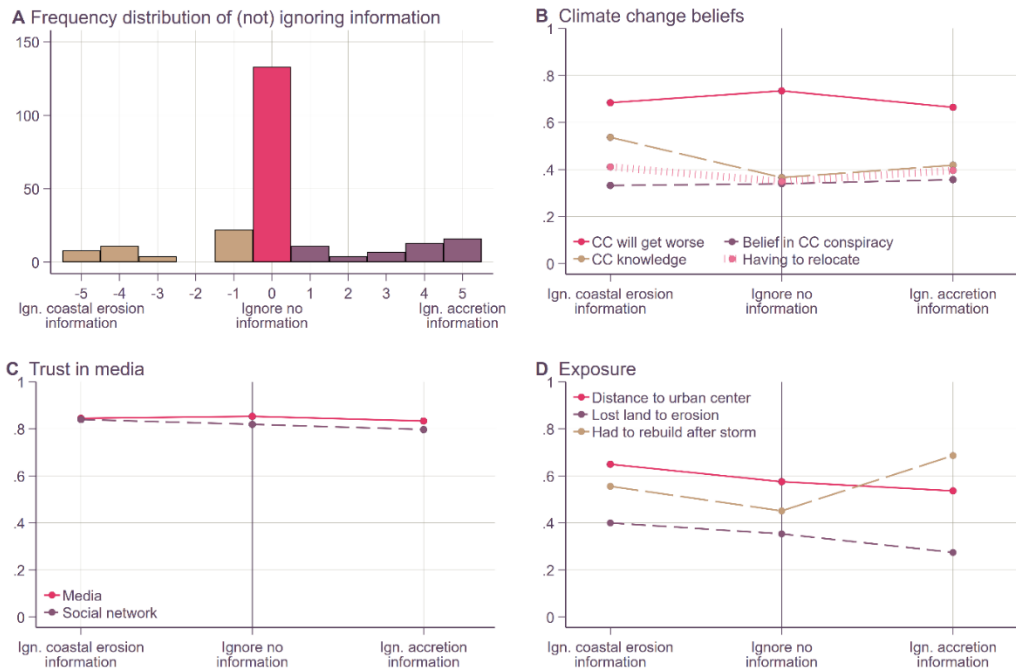 A Frequency distribution of (not) ignoring information
150
100
50
0
-5 -4 -3 -2 -1 0 1 2 3 4 5
Ign. coastal erosion information
Ignore no information
Ign. accretion information
B Climate change beliefs
1
.8
.6
.4
.2
0
CC will get worse
CC knowledge
Belief in CC conspiracy
Having to relocate
Ign. coastal erosion information
Ignore no information
Ign. accretion information
C Trust in media
1
.8
.6
.4
.2
0
Media
Social network
Ign. coastal erosion information
Ignore no information
Ign. accretion information
D Exposure
1
.8
.6
.4
.2
0
Distance to urban center
Lost land to erosion
Had to rebuild after storm
Ign. coastal erosion information
Ignore no information
Ign. accretion information